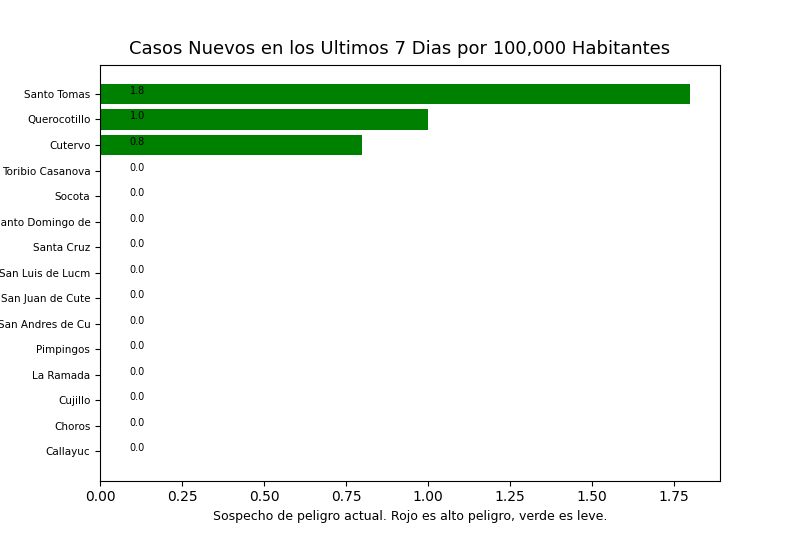 Casos Nuevos en los Ultimos 7 Dias por 100,000 Habitantes
Santo Tomas 1.8
Querocotillo 1.0
Cutervo 0.8
Toribio Casanova 0.0
Socota 0.0
anto Domingo de 0.0
Santa Cruz 0.0
San Luis de Lucm 0.0
San Juan de Cute 0.0
San Andres de Cu 0.0
Pimpingos 0.0
La Ramada 0.0
Cujillo 0.0
Choros 0.0
Callayuc 0.0
0.00 0.25 0.50 0.75 1.00 1.25 1.50 1.75
Sospecho de peligro actual. Rojo es alto peligro, verde es leve.